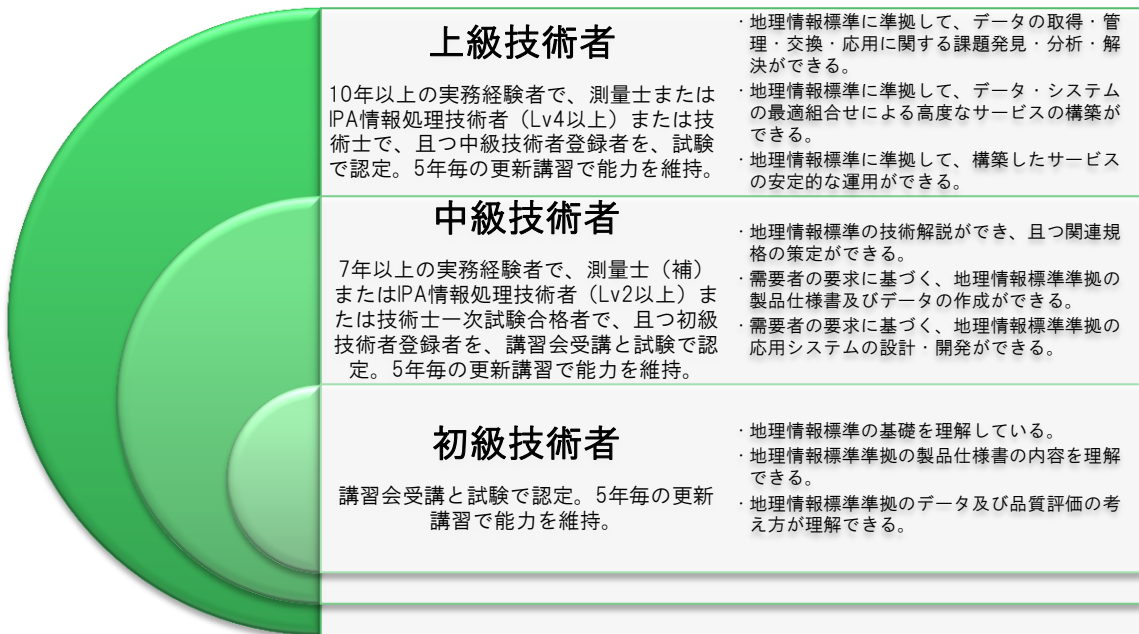 上級技術者
10年以上の実務経験者で、測量士または
IPA情報処理技術者（Lv4以上）または技
術士で、且つ中級技術者登録者を、試験
で認定。5年毎の更新講習で能力を維持。
・地理情報標準に準拠して、データの取得・管
理・交換・応用に関する課題発見・分析・解
決ができる。
・地理情報標準に準拠して、データ・システム
の最適組合せによる高度なサービスの構築が
できる。
・地理情報標準に準拠して、構築したサービス
の安定的な運用ができる。
中級技術者
7年以上の実務経験者で、測量士（補）
またはIPA情報処理技術者（Lv2以上）ま
たは技術士一次試験合格者で、且つ初級
技術者登録者を、講習会受講と試験で認
定。5年毎の更新講習で能力を維持。
・地理情報標準の技術解説ができ、且つ関連規
格の策定ができる。
・需要者の要求に基づく、地理情報標準準拠の
製品仕様書及びデータの作成ができる。
・需要者の要求に基づく、地理情報標準準拠の
応用システムの設計・開発ができる。
初級技術者
講習会受講と試験で認定。5年毎の更新
講習で能力を維持。
・地理情報標準の基礎を理解している。
・地理情報標準準拠の製品仕様書の内容を理解
できる。
・地理情報標準準拠のデータ及び品質評価の考
え方が理解できる。